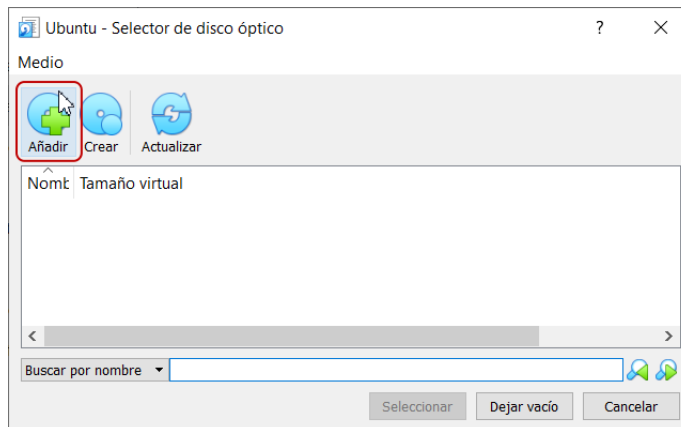 Ubuntu - Selector de disco óptico ?
Medio
Añadir Crear Actualizar
Nomb Tamaño virtual
Buscar por nombre
Seleccionar Dejar vacío Cancelar